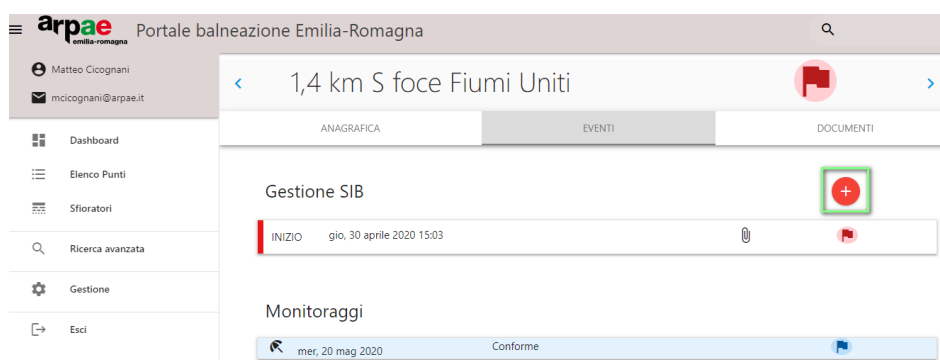 arpae
emilia-romagna
Portale balneazione Emilia-Romagna
Matteo Cicognani
mcicognani@arpae.it
Dashboard
Elenco Punti
Sfioratori
Ricerca avanzata
Gestione
Esci
1,4 km S foce Fiumi Uniti
ANAGRAFICA EVENTI DOCUMENTI
Gestione SIB
INIZIO gio, 30 aprile 2020 15:03
Monitoraggi
mer, 20 mag 2020 Conforme